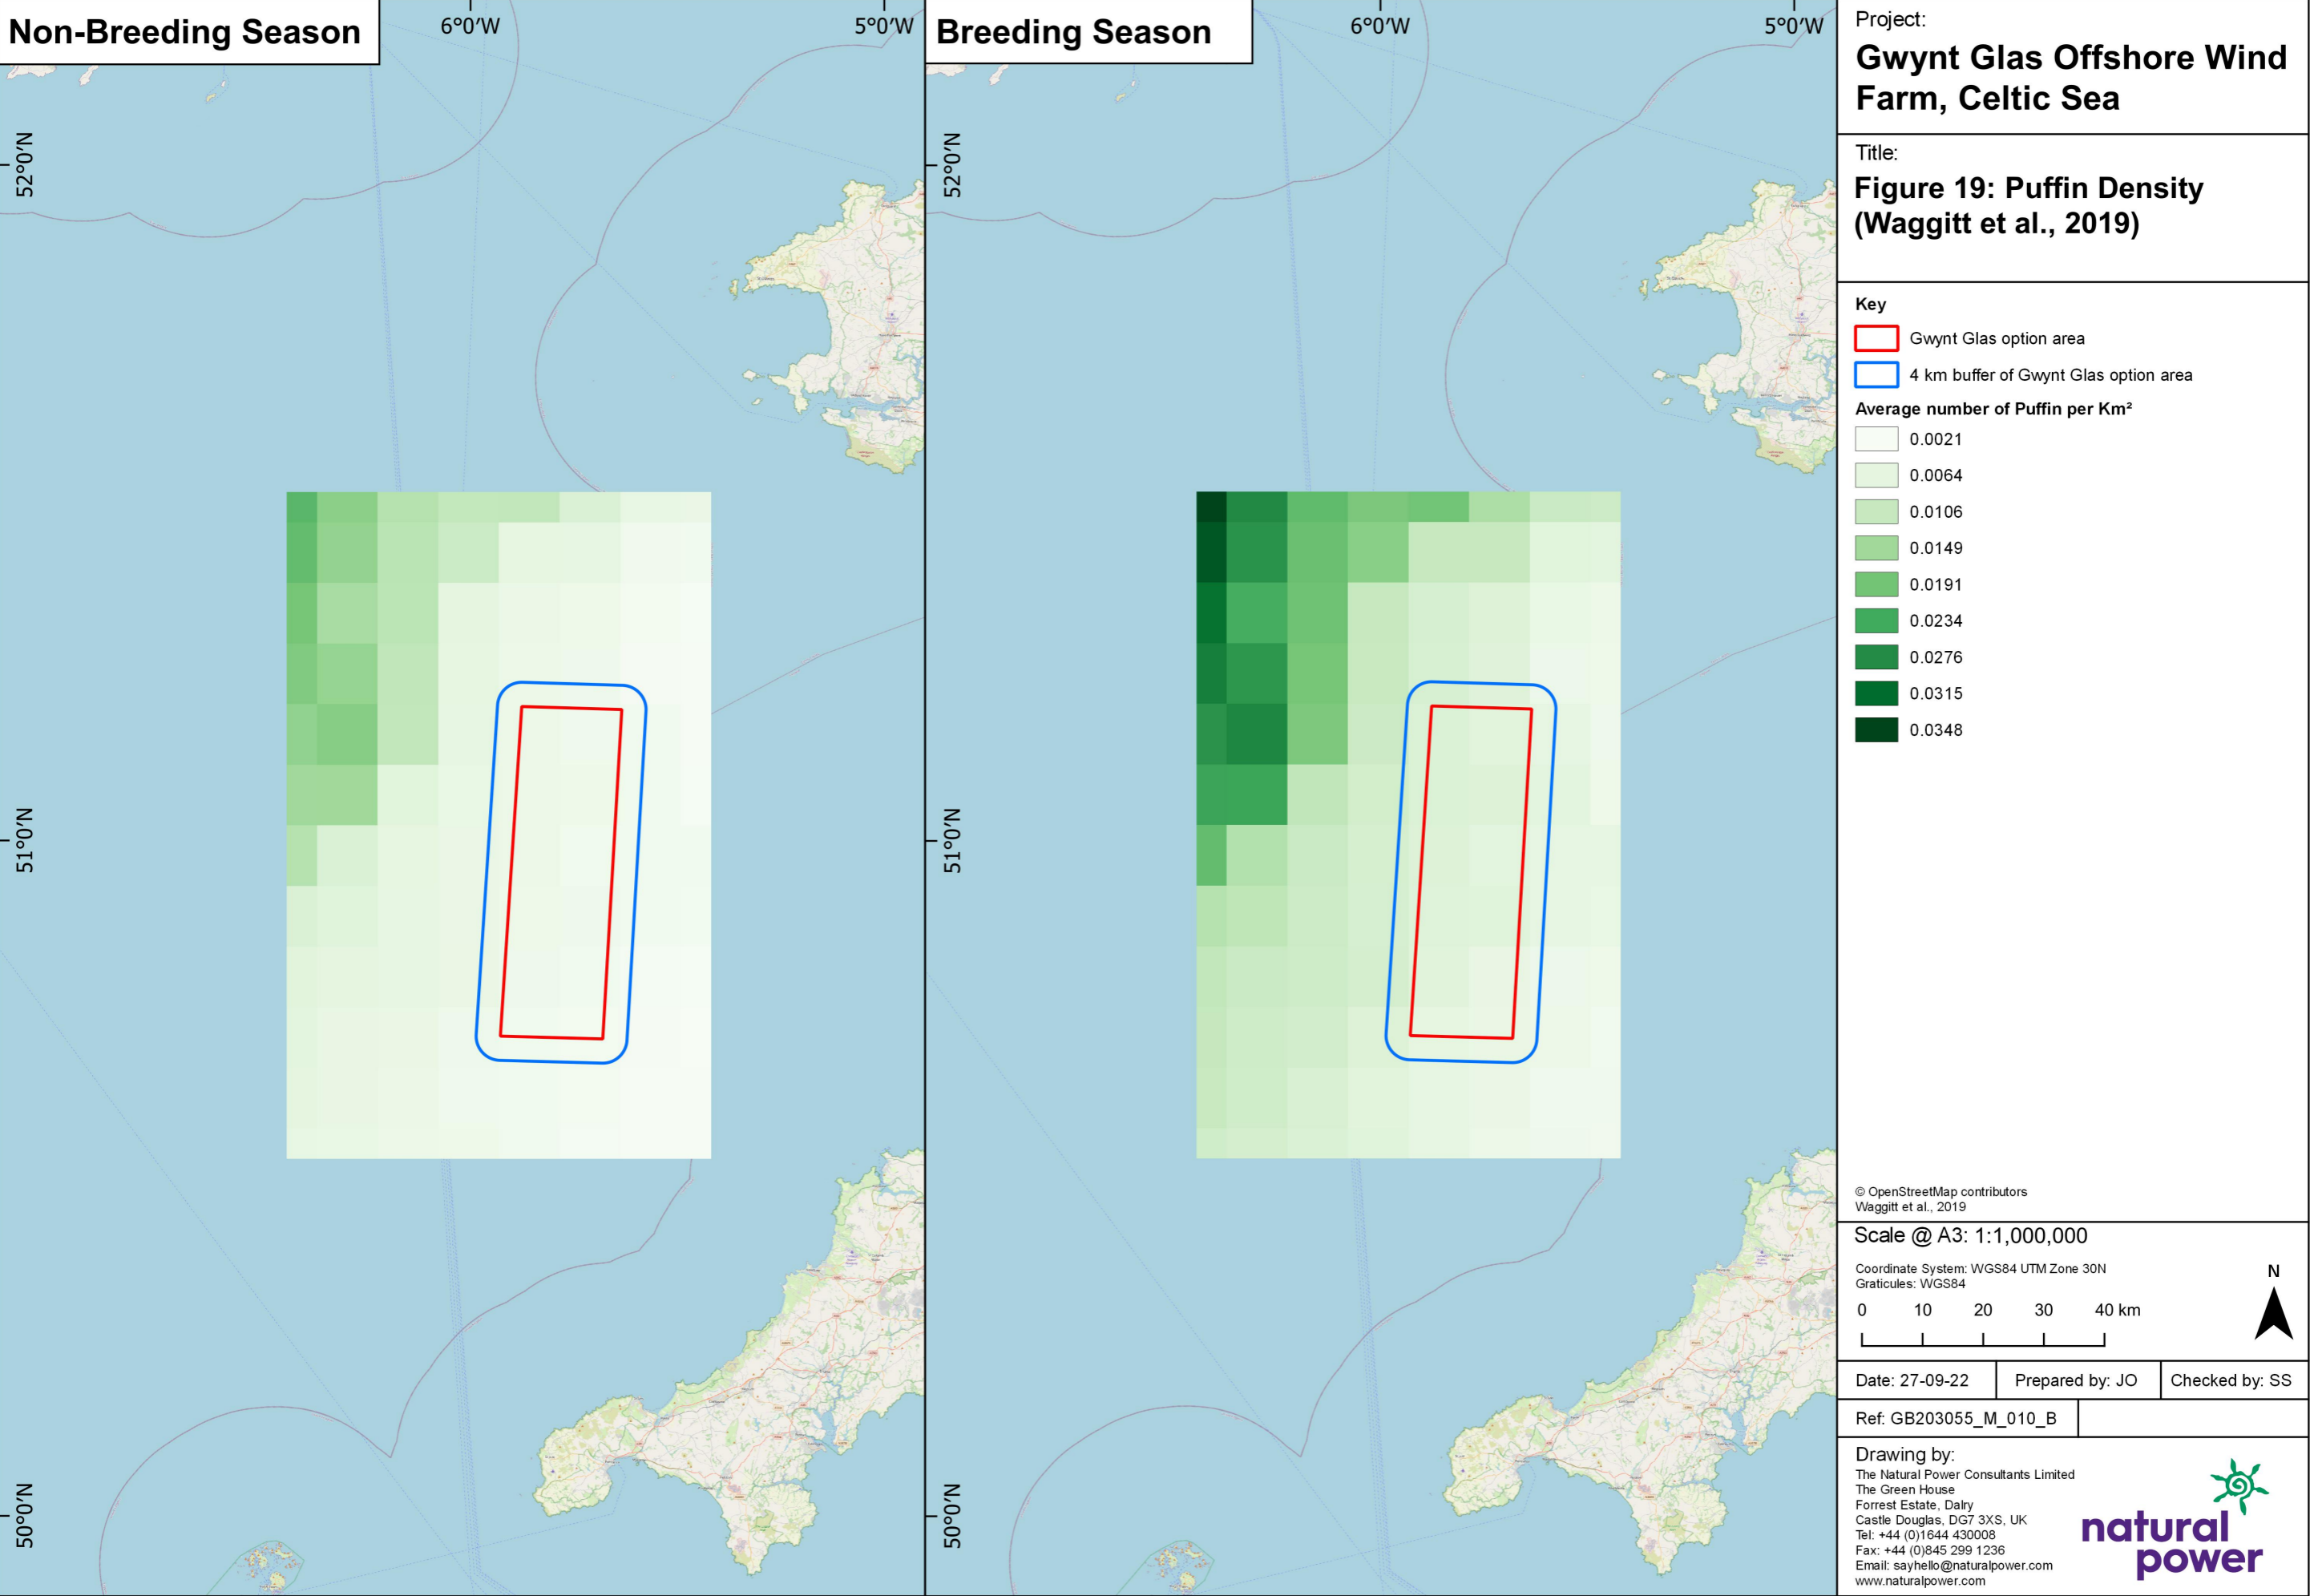 Non-Breeding Season
6°0′W
5°0′W
52°0′N
51°0′N
50°0′N
Breeding Season
6°0′W
5°0′W
52°0′N
51°0′N
50°0′N
Project:
Gwynt Glas Offshore Wind
Farm, Celtic Sea
Title:
Figure 19: Puffin Density
(Waggitt et al., 2019)
Key
Gwynt Glas option area
4 km buffer of Gwynt Glas option area
Average number of Puffin per Km²
0.0021
0.0064
0.0106
0.0149
0.0191
0.0234
0.0276
0.0315
0.0348
© OpenStreetMap contributors
Waggitt et al., 2019
Scale @ A3: 1:1,000,000
Coordinate System: WGS84 UTM Zone 30N
Graticules: WGS84
N
0 10 20 30 40 km
Date: 27-09-22
Prepared by: JO
Checked by: SS
Ref: GB203055_M_010_B
Drawing by:
The Natural Power Consultants Limited
The Green House
Forrest Estate, Dalry
Castle Douglas, DG7 3XS, UK
Tel: +44 (0)1644 430008
Fax: +44 (0)845 299 1236
Email: sayhello@naturalpower.com
www.naturalpower.com
natural
power